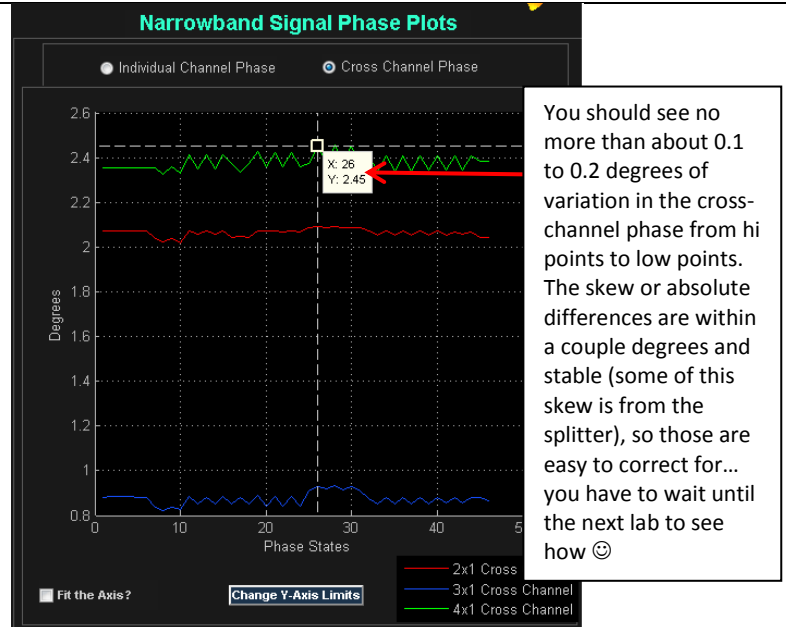 Narrowband Signal Phase Plots
Individual Channel Phase
Cross Channel Phase
2.6
2.4
2.2
2
1.8
1.6
1.4
1.2
1
0.8
Degrees
X: 26
Y: 2.45
0
10
20
30
40
5
Phase States
Fit the Axis?
Change Y-Axis Limits
2x1 Cross
3x1 Cross Channel
4x1 Cross Channel
You should see no
more than about 0.1
to 0.2 degrees of
variation in the cross-
channel phase from hi
points to low points.
The skew or absolute
differences are within
a couple degrees and
stable (some of this
skew is from the
splitter), so those are
easy to correct for…
you have to wait until
the next lab to see
how ☺